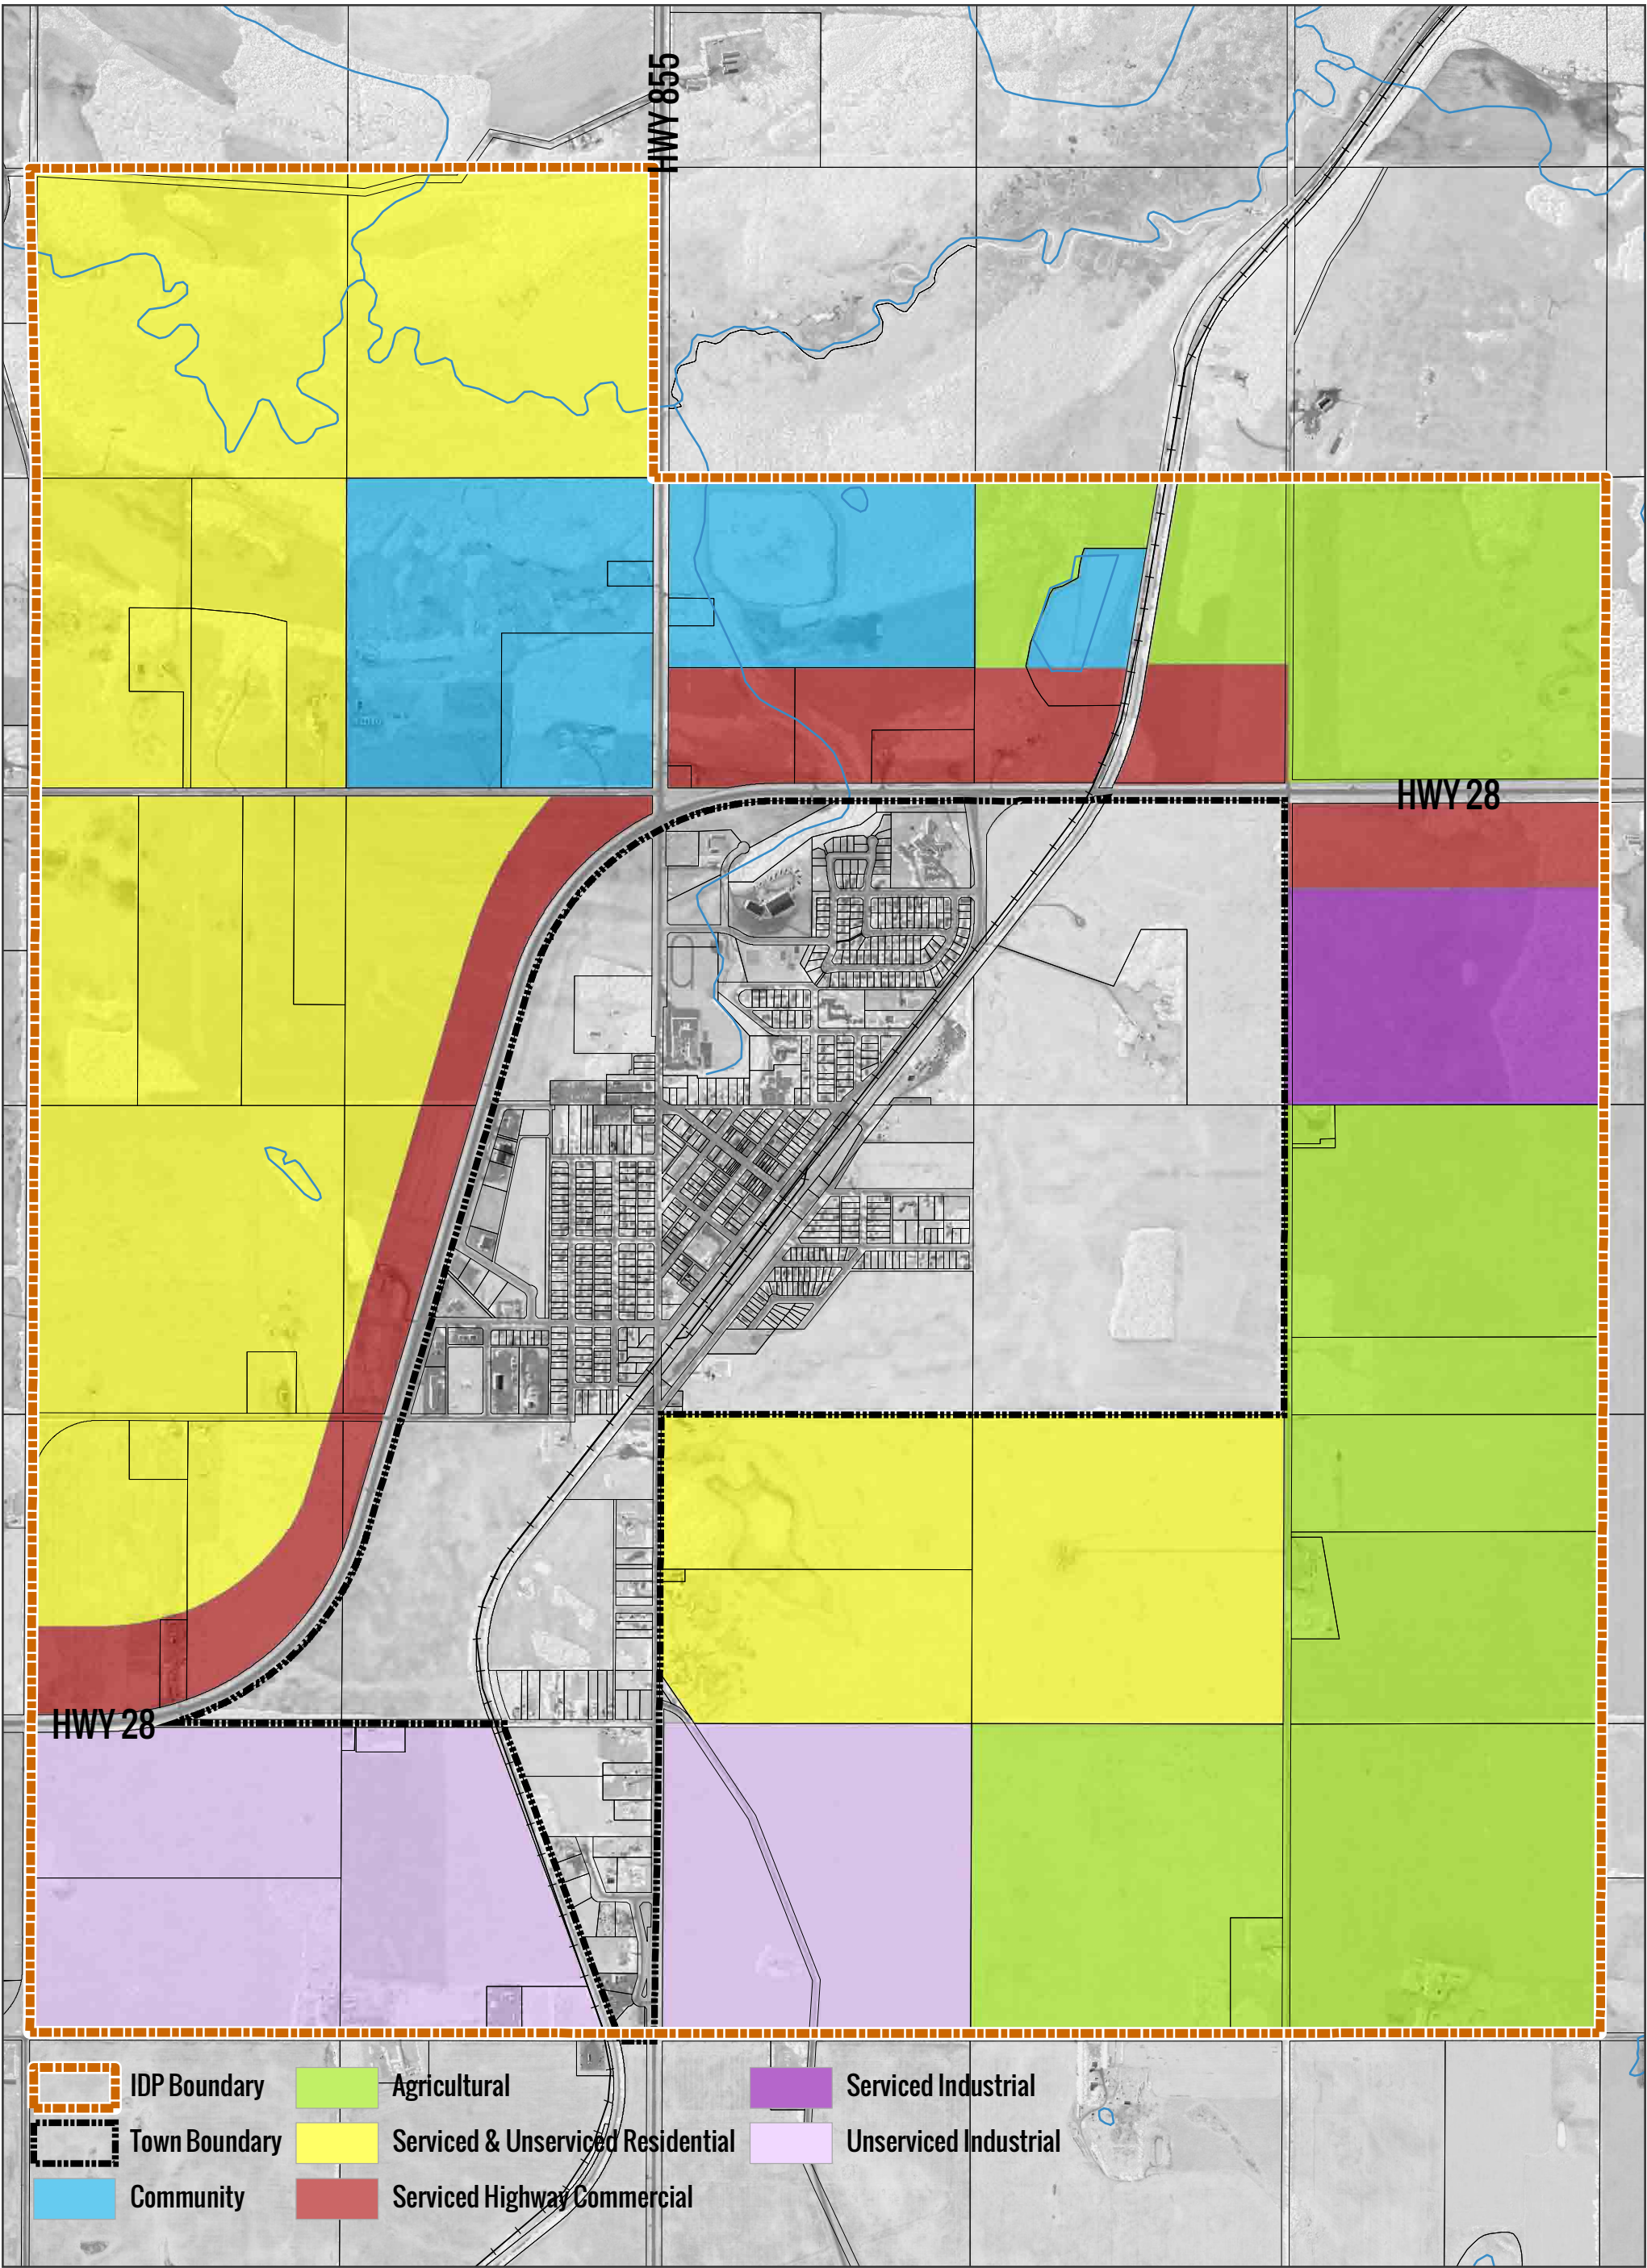 HWY 855
HWY 28
HWY 28
IDP Boundary
Agricultural
Serviced Industrial
Town Boundary
Serviced & Unserviced Residential
Unserviced Industrial
Community
Serviced Highway Commercial